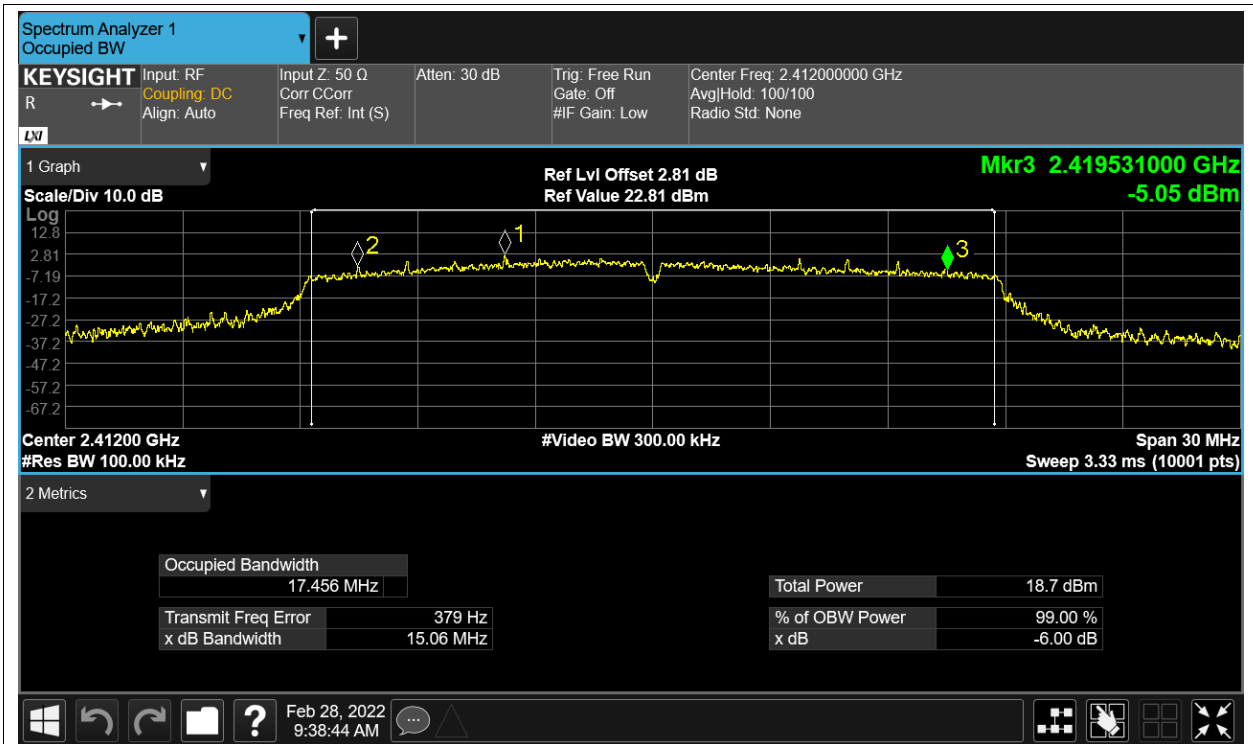 Spectrum Analyzer 1
Occupied BW
KEYSIGHT
R
LXI
Input: RF
Coupling: DC
Align: Auto
Input Z: 50 Ω
Corr CCorr
Freq Ref: Int (S)
Atten: 30 dB
Trig: Free Run
Gate: Off
#IF Gain: Low
Center Freq: 2.412000000 GHz
Avg|Hold: 100/100
Radio Std: None
1 Graph
Scale/Div 10.0 dB
Ref Lvl Offset 2.81 dB
Ref Value 22.81 dBm
Mkr3 2.419531000 GHz
-5.05 dBm
Log
12.8
2.81
-7.19
-17.2
-27.2
-37.2
-47.2
-57.2
-67.2
2
1
3
Center 2.41200 GHz
#Res BW 100.00 kHz
#Video BW 300.00 kHz
Span 30 MHz
Sweep 3.33 ms (10001 pts)
2 Metrics
Occupied Bandwidth
17.456 MHz
Transmit Freq Error 379 Hz
x dB Bandwidth 15.06 MHz
Total Power 18.7 dBm
% of OBW Power 99.00 %
x dB -6.00 dB
?
Feb 28, 2022
9:38:44 AM